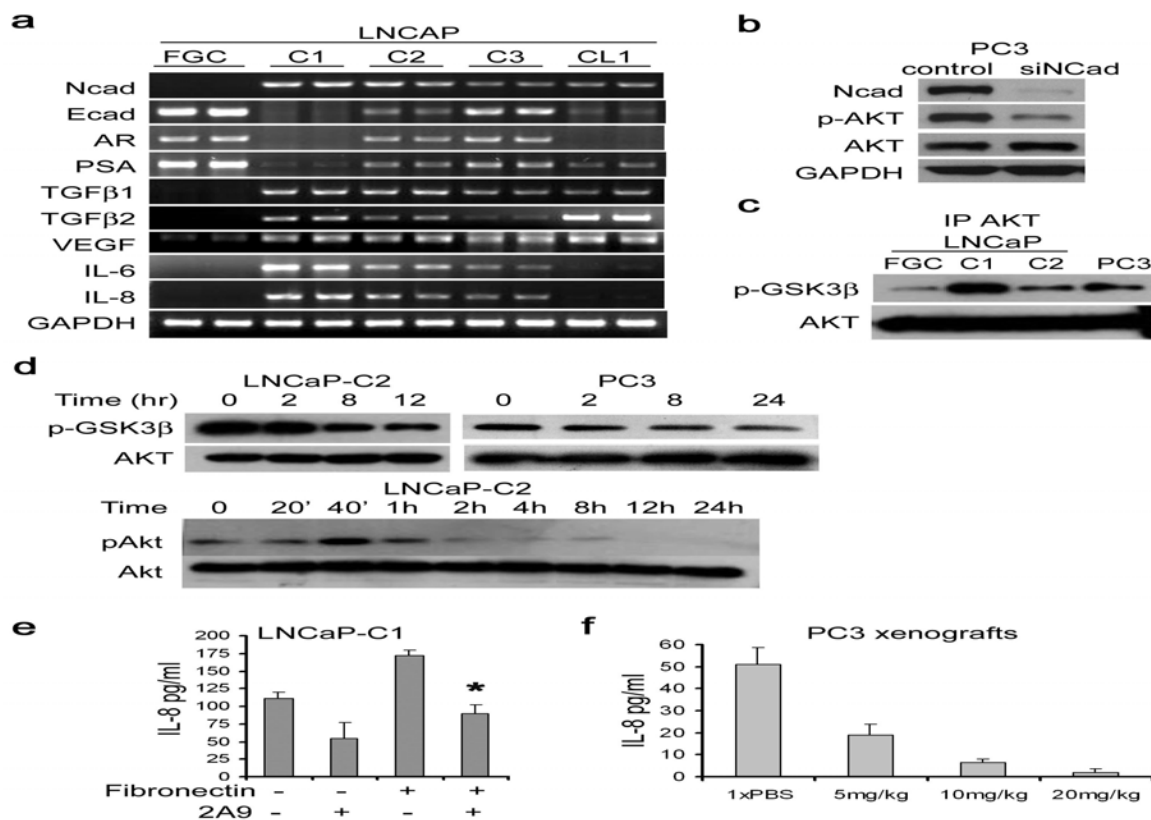 a
LNCAP
FGC C1 C2 C3 CL1
Ncad
Ecad
AR
PSA
TGFβ1
TGFβ2
VEGF
IL-6
IL-8
GAPDH
b
PC3
control siNCad
Ncad
p-AKT
AKT
GAPDH
c
IP AKT
LNCaP
FGC C1 C2 PC3
p-GSK3β
AKT
d
LNCaP-C2 PC3
Time (hr) 0 2 8 12 0 2 8 24
p-GSK3β
AKT
LNCaP-C2
Time 0 20' 40' 1h 2h 4h 8h 12h 24h
pAkt
Akt
e
LNCaP-C1
IL-8 pg/ml
200
175
150
125
100
75
50
25
0
*
Fibronectin - - + +
2A9 - + - +
f
PC3 xenografts
IL-8 pg/ml
60
50
40
30
20
10
0
1xPBS 5mg/kg 10mg/kg 20mg/kg